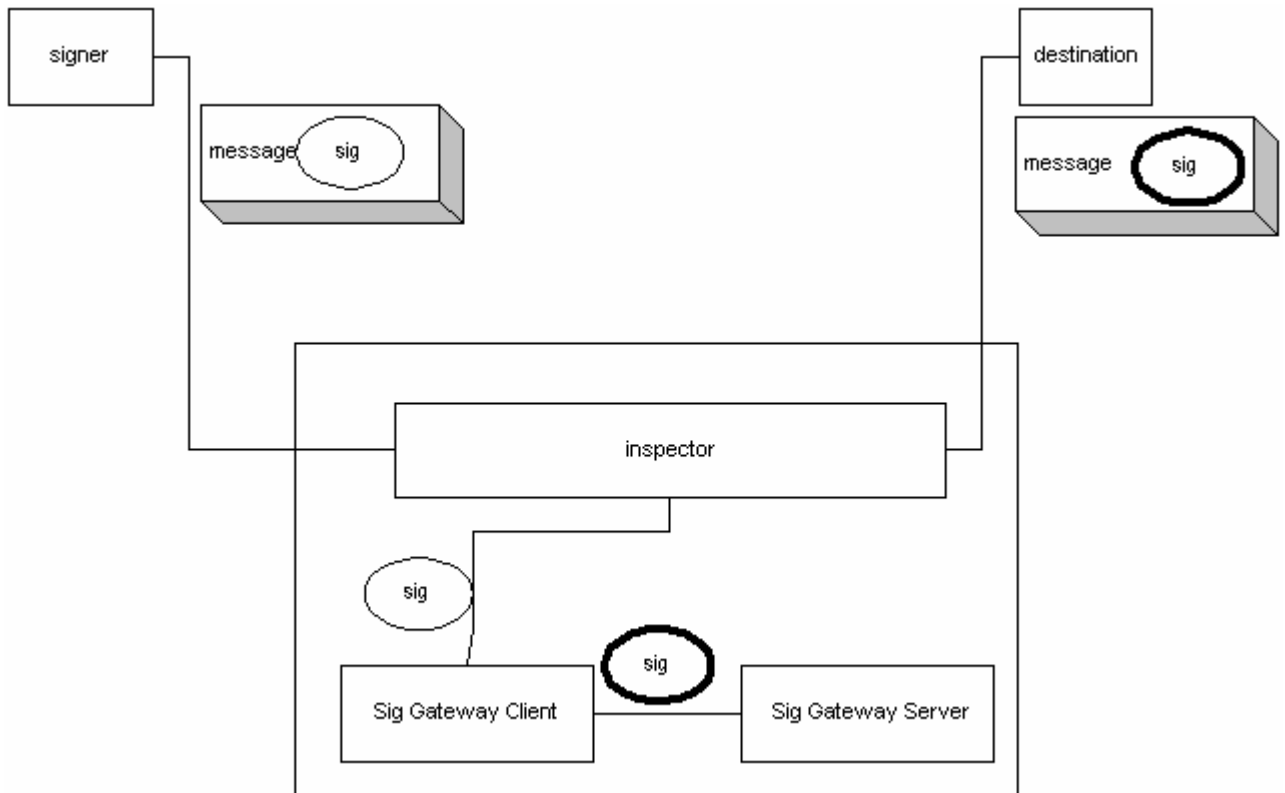 signer
destination
message sig
message sig
inspector
sig
sig
Sig Gateway Client
Sig Gateway Server